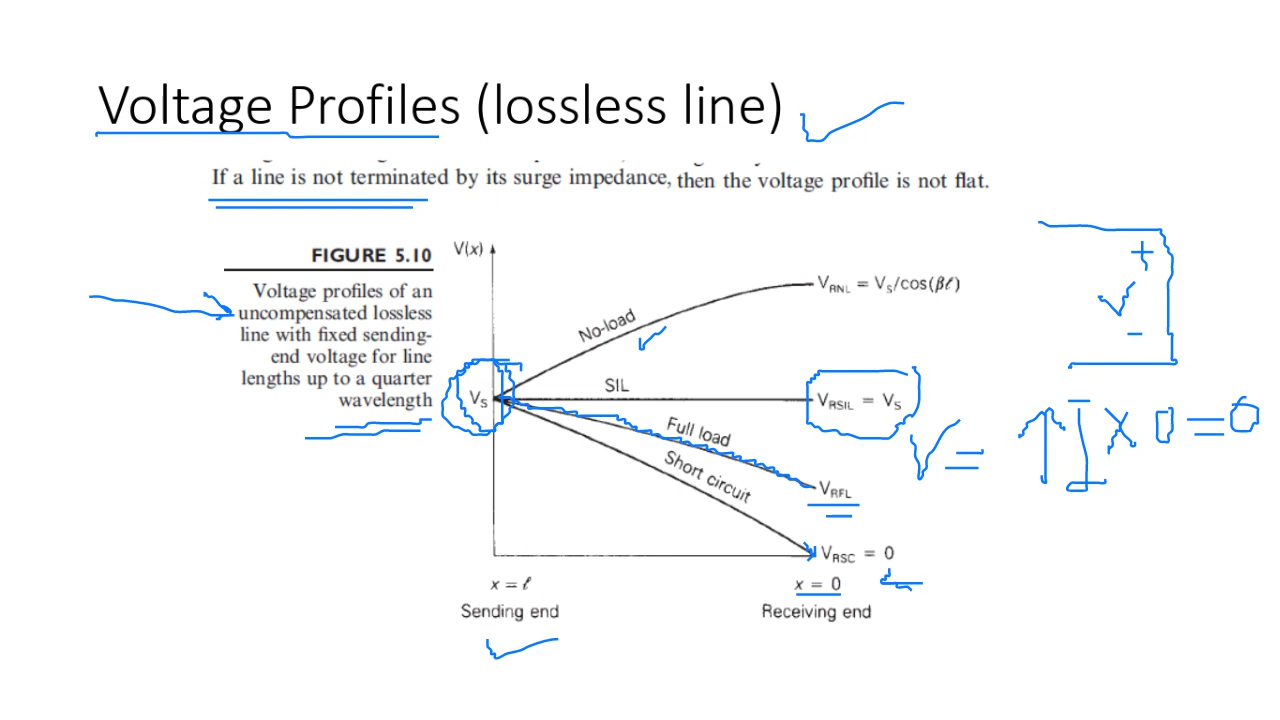 Voltage Profiles (lossless line)
If a line is not terminated by its surge impedance, then the voltage profile is not flat.
FIGURE 5.10
Voltage profiles of an
uncompensated lossless
line with fixed sending-
end voltage for line
lengths up to a quarter
wavelength
V(x)
No-load
V_RNL = V_S/cos(βℓ)
V_S
SIL
V_RSIL = V_S
Full load
V_RFL
Short circuit
V_RSC = 0
x = ℓ
Sending end
x = 0
Receiving end
+
−
V = ↑ I × 0 = 0